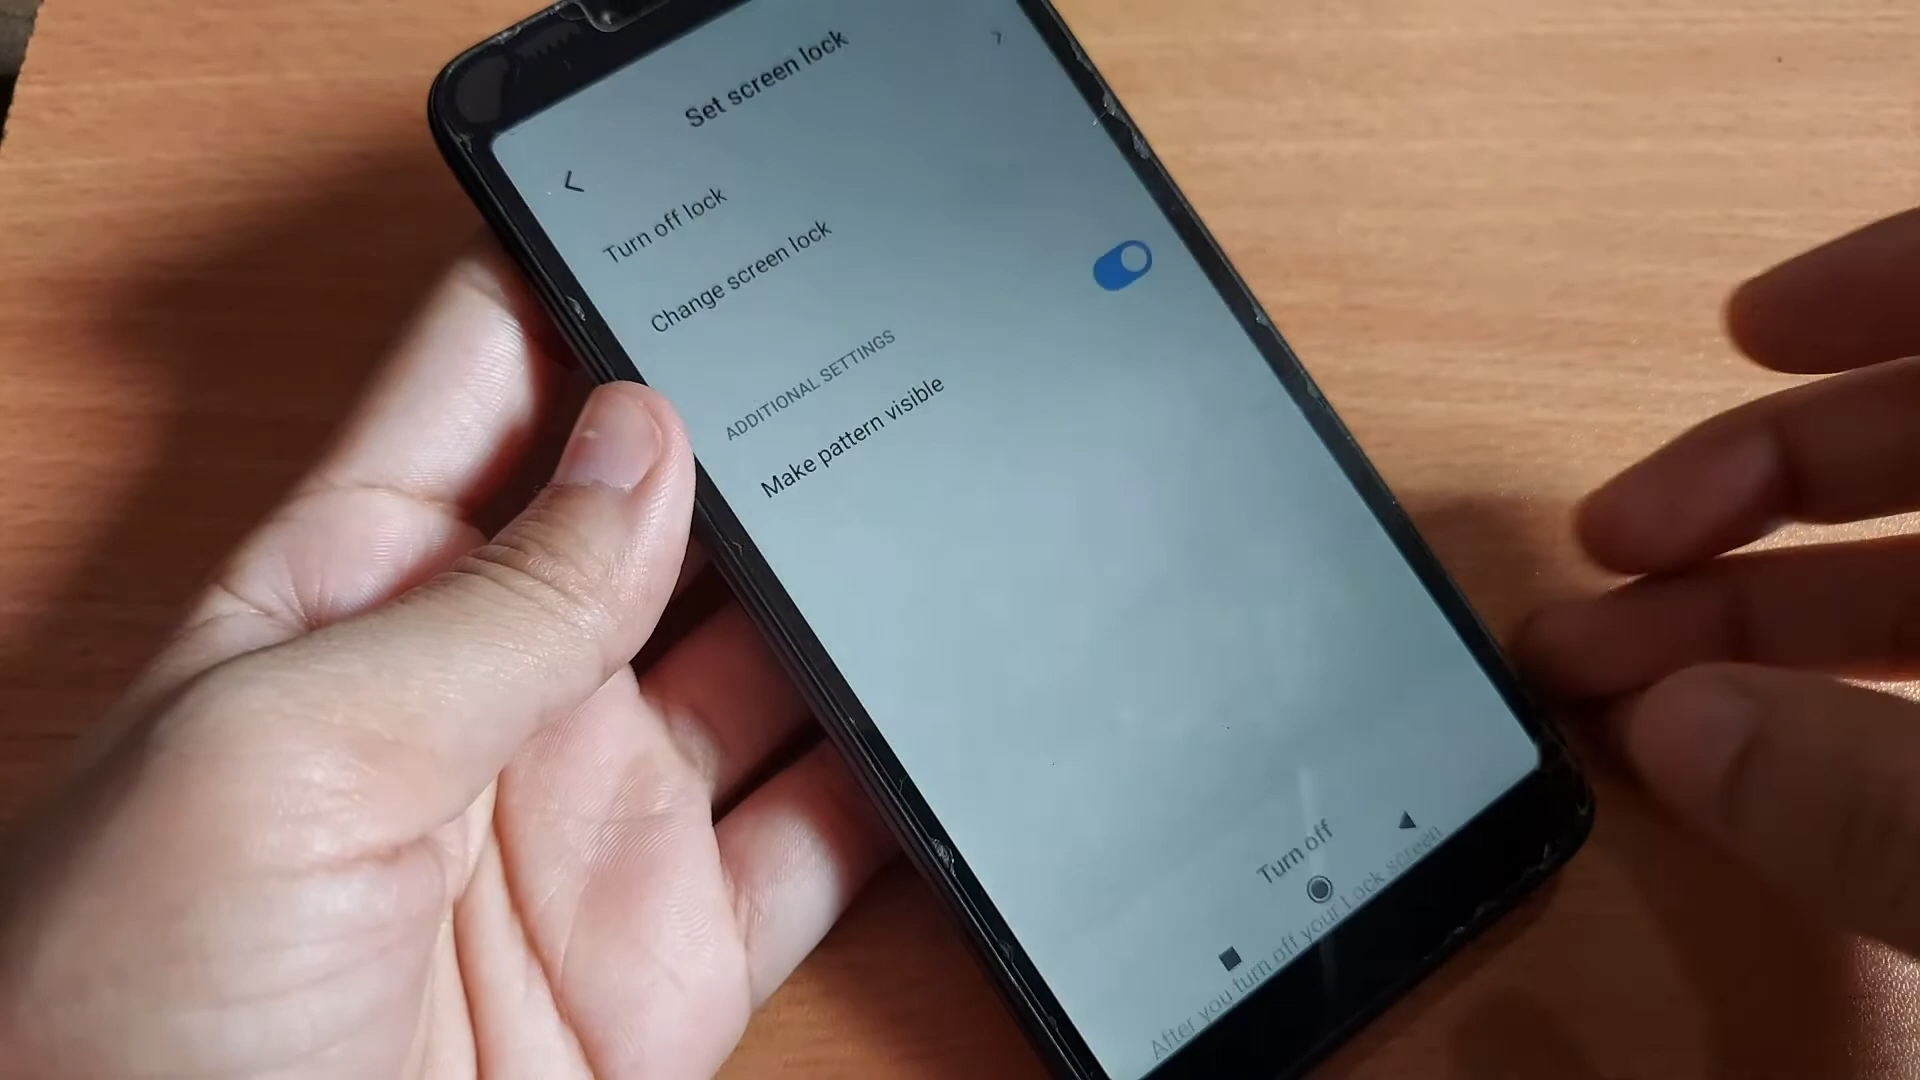 Set screen lock
Turn off lock
Change screen lock
ADDITIONAL SETTINGS
Make pattern visible
Turn off
After you turn off your Lock screen